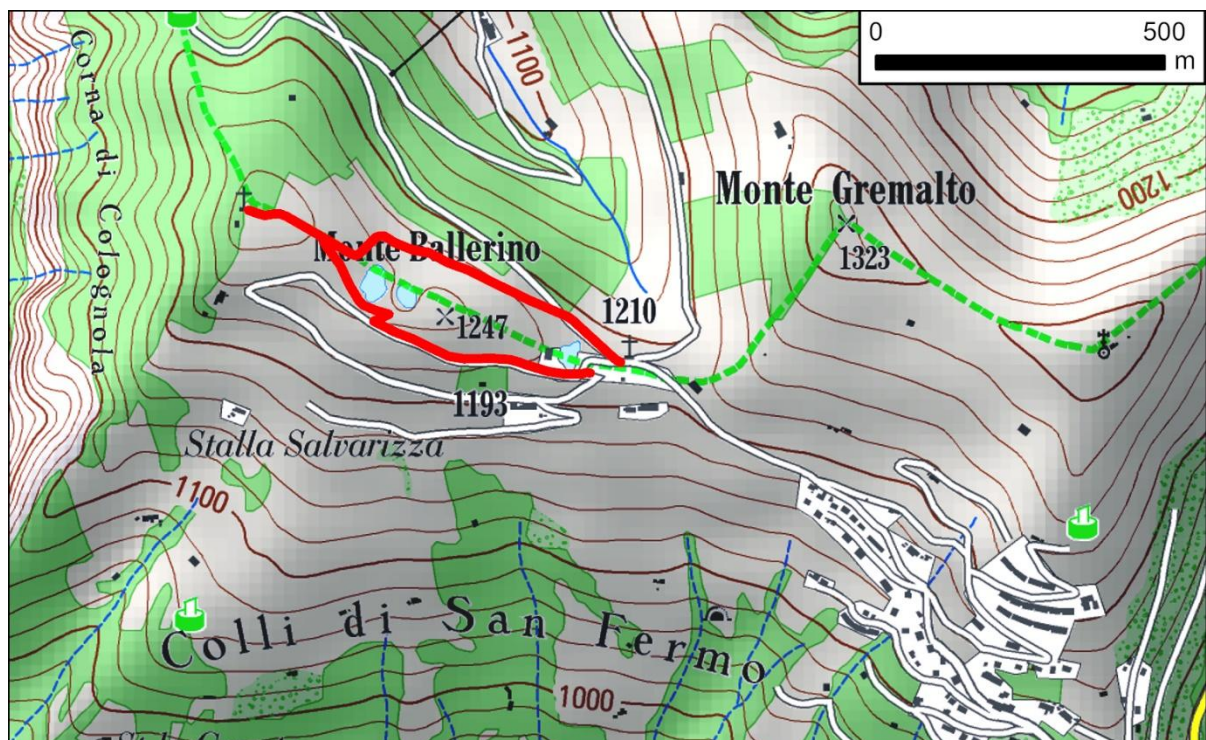 0 500
m
1100
Corna di Colognola
Monte Gremalto
1200
Monte Ballerino
1323
1210
1247
1193
Stalla Salvarizza
1100
Colli di San Fermo
1000